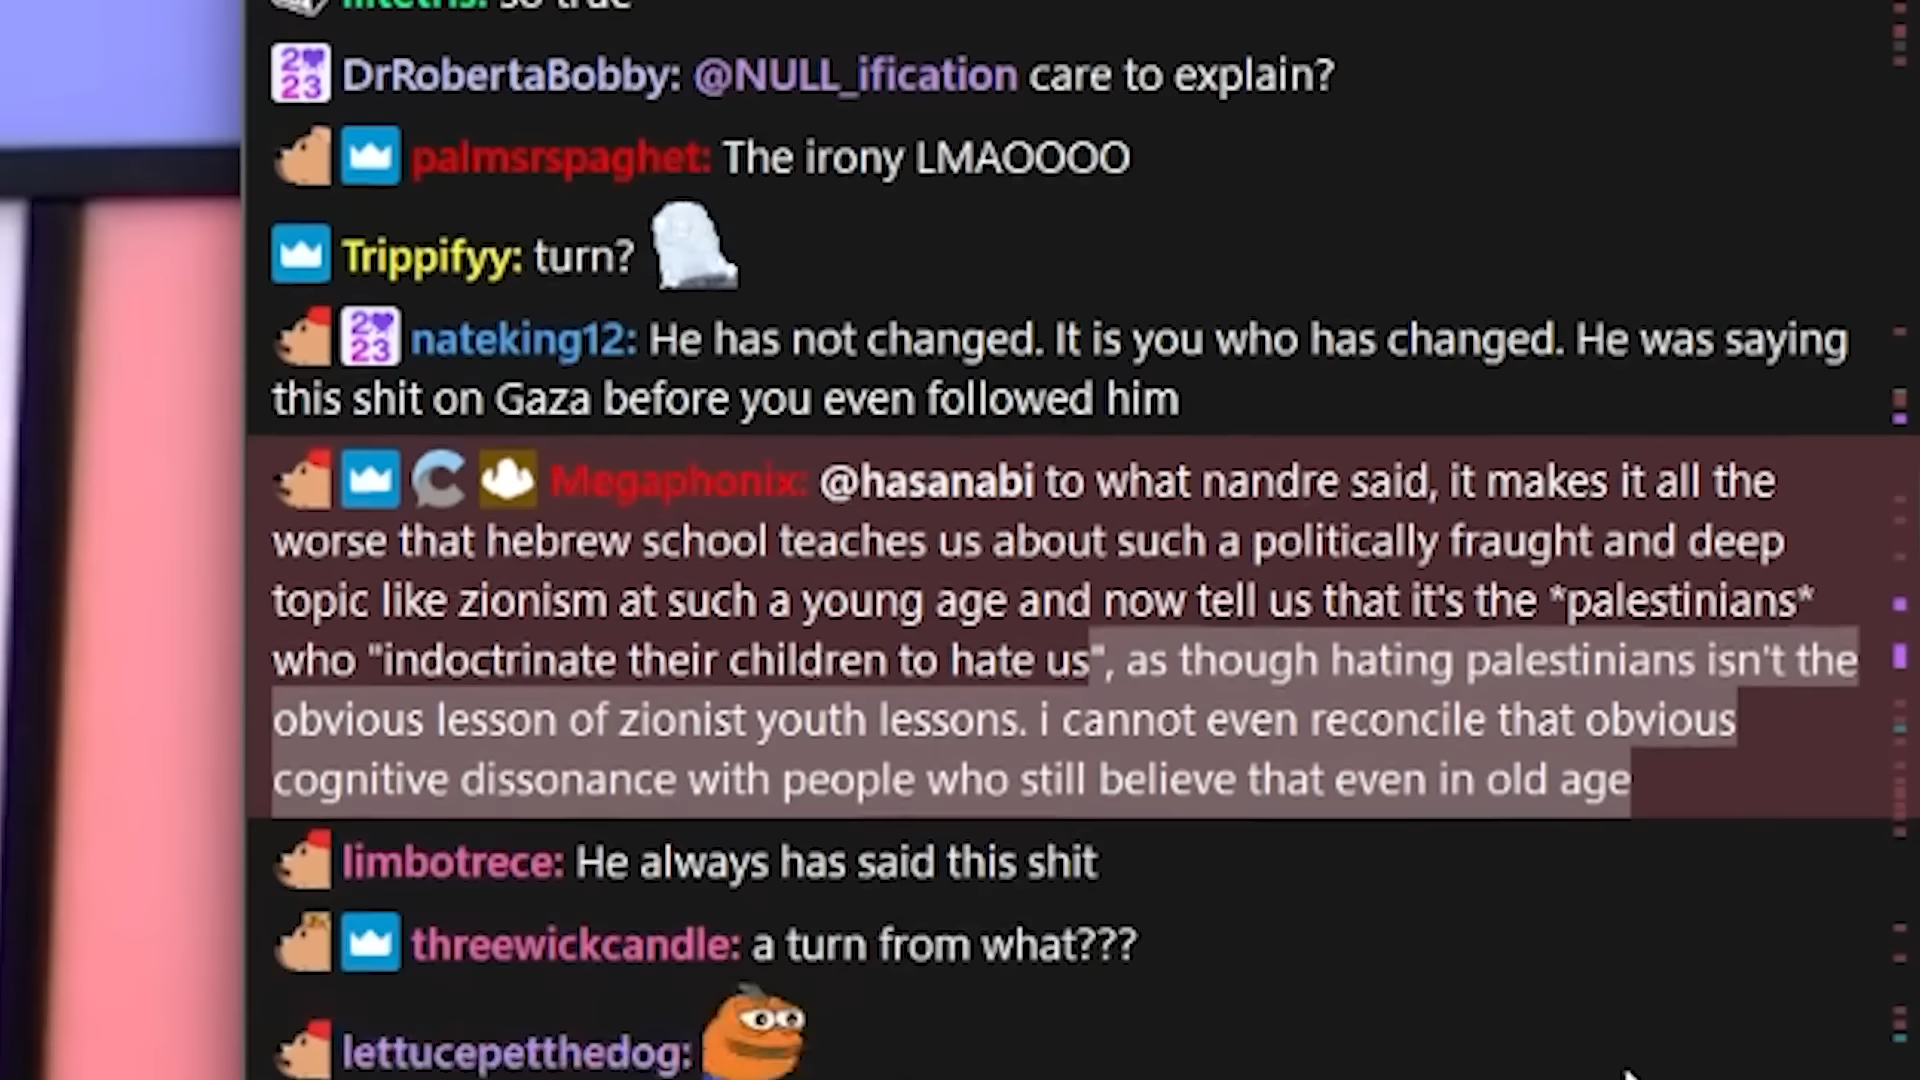 so true
2
23
DrRobertaBobby: @NULL_ification care to explain?
palmsrspaghet: The irony LMAOOOO
Trippifyy: turn?
2
23
nateking12: He has not changed. It is you who has changed. He was saying
this shit on Gaza before you even followed him
Megaphonix: @hasanabi to what nandre said, it makes it all the
worse that hebrew school teaches us about such a politically fraught and deep
topic like zionism at such a young age and now tell us that it's the *palestinians*
who "indoctrinate their children to hate us", as though hating palestinians isn't the
obvious lesson of zionist youth lessons. i cannot even reconcile that obvious
cognitive dissonance with people who still believe that even in old age
limbotrece: He always has said this shit
threewickcandle: a turn from what???
lettucepetthedog: